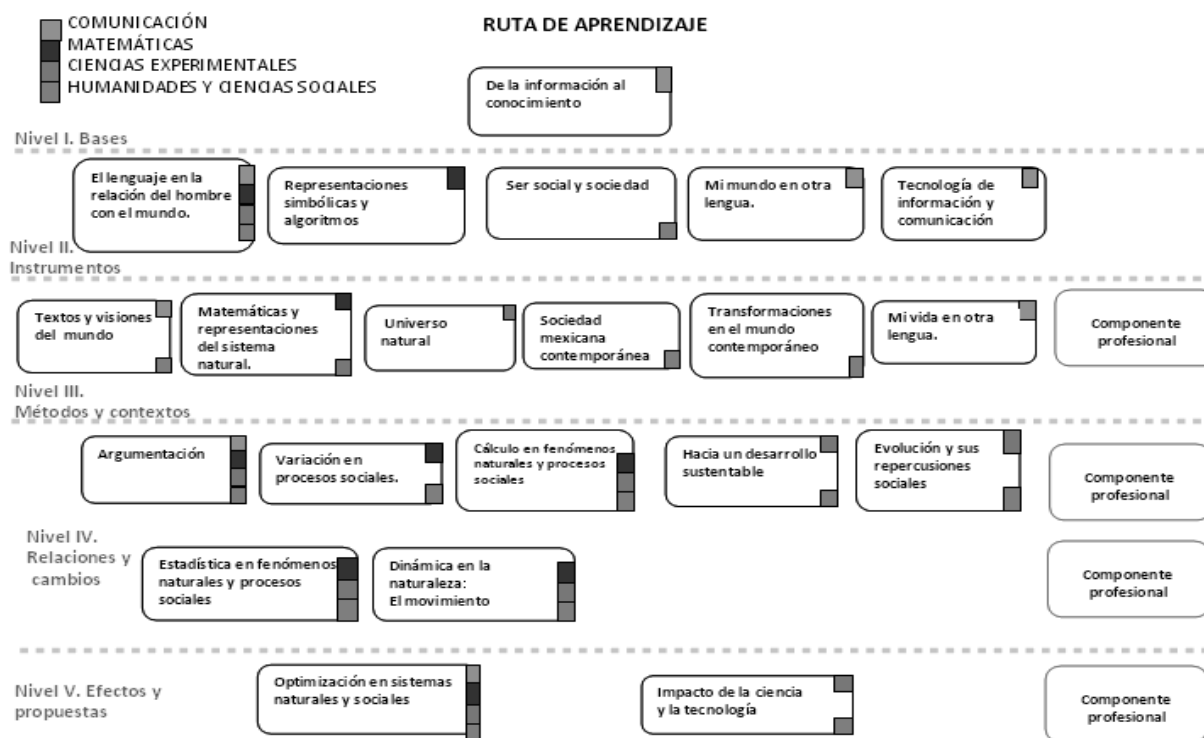 COMUNICACIÓN
MATEMÁTICAS
CIENCIAS EXPERIMENTALES
HUMANIDADES Y CIENCIAS SOCIALES
RUTA DE APRENDIZAJE
De la información al
conocimiento
Nivel I. Bases
El lenguaje en la
relación del hombre
con el mundo.
Representaciones
simbólicas y
algoritmos
Ser social y sociedad
Mi mundo en otra
lengua.
Tecnología de
información y
comunicación
Nivel II.
Instrumentos
Textos y visiones
del mundo
Matemáticas y
representaciones
del sistema
natural.
Universo
natural
Sociedad
mexicana
contemporánea
Transformaciones
en el mundo
contemporáneo
Mi vida en otra
lengua.
Componente
profesional
Nivel III.
Métodos y contextos
Argumentación
Variación en
procesos sociales.
Cálculo en fenómenos
naturales y procesos
sociales
Hacia un desarrollo
sustentable
Evolución y sus
repercusiones
sociales
Componente
profesional
Nivel IV.
Relaciones y
cambios
Estadística en fenómenos
naturales y procesos
sociales
Dinámica en la
naturaleza:
El movimiento
Componente
profesional
Nivel V. Efectos y
propuestas
Optimización en sistemas
naturales y sociales
Impacto de la ciencia
y la tecnología
Componente
profesional